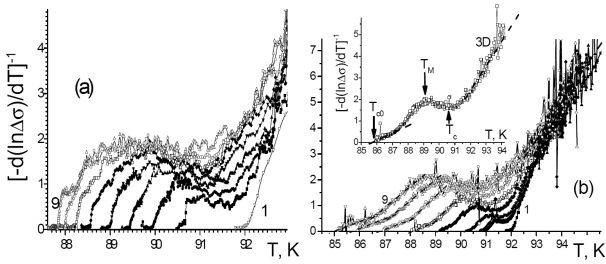 [-d(lnΔσ)/dT]⁻¹
4
3
2
1
0
(a)
9
1
88 89 90 91 92
T, K
[-d((lnΔσ)/dT]⁻¹
7
6
5
4
3
2
1
0
9
1
(b)
85 86 87 88 89 90 91 92 93 94
T, K
[-d((lnΔσ)/dT]⁻¹
5
4
3
2
1
0
3D
T_M
T_c0
T_c
T, K
85 86 87 88 89 90 91 92 93 94